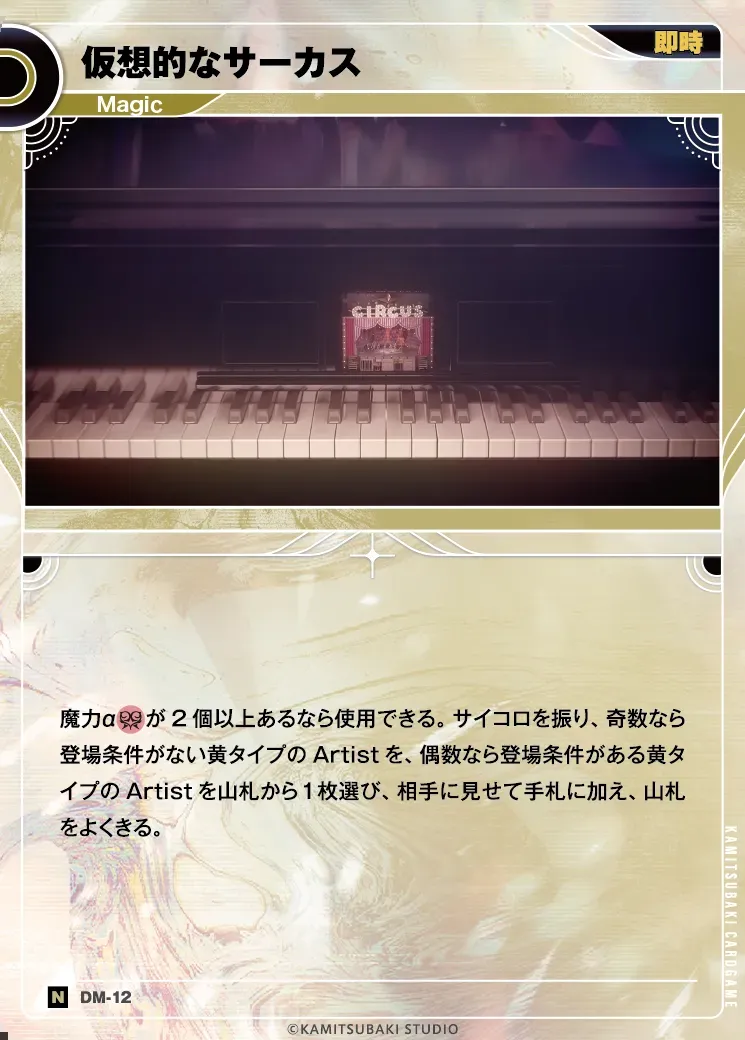 仮想的なサーカス
即時
Magic
CIRCUS
魔力αが2個以上あるなら使用できる。サイコロを振り、奇数なら
登場条件がない黄タイプの Artist を、偶数なら登場条件がある黄タ
イプの Artist を山札から1枚選び、相手に見せて手札に加え、山札
をよくきる。
KAMITSUBAKI CARDGAME
N DM-12
©KAMITSUBAKI STUDIO